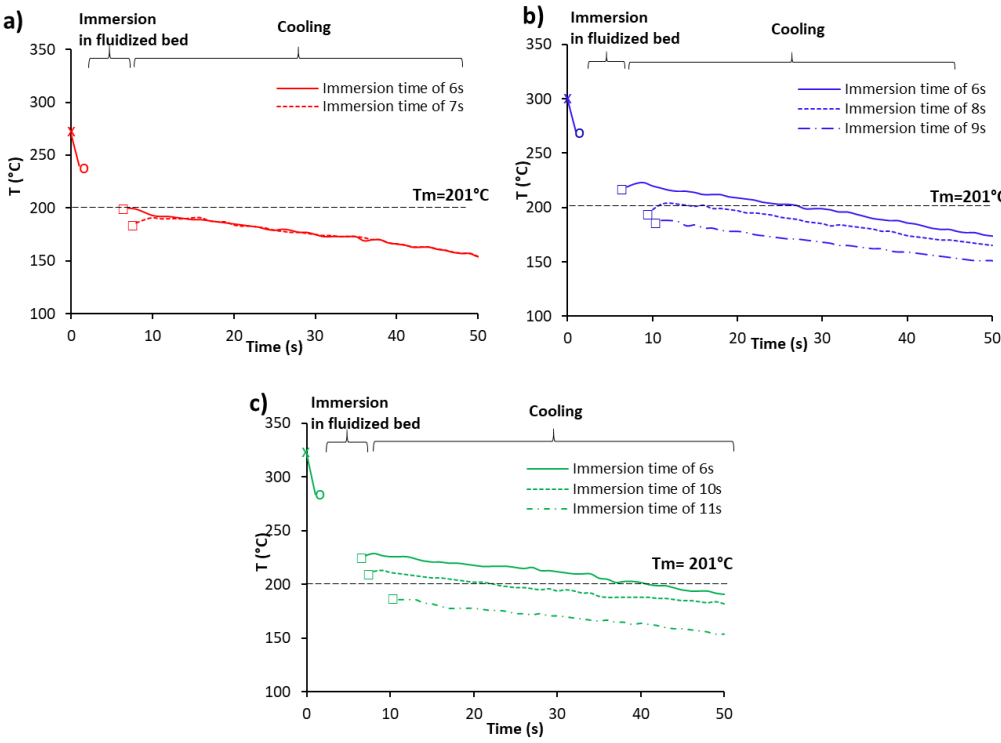 a)
Immersion
in fluidized bed
Cooling
350
300
250
200
150
100
T (°C)
Immersion time of 6s
Immersion time of 7s
Tm=201°C
0
10
20
30
40
50
Time (s)
b)
Immersion
in fluidized bed
Cooling
350
300
250
200
150
100
T (°C)
Immersion time of 6s
Immersion time of 8s
Immersion time of 9s
Tm=201°C
0
10
20
30
40
50
Time (s)
c)
Immersion
in fluidized bed
Cooling
350
300
250
200
150
100
T (°C)
Immersion time of 6s
Immersion time of 10s
Immersion time of 11s
Tm= 201°C
0
10
20
30
40
50
Time (s)